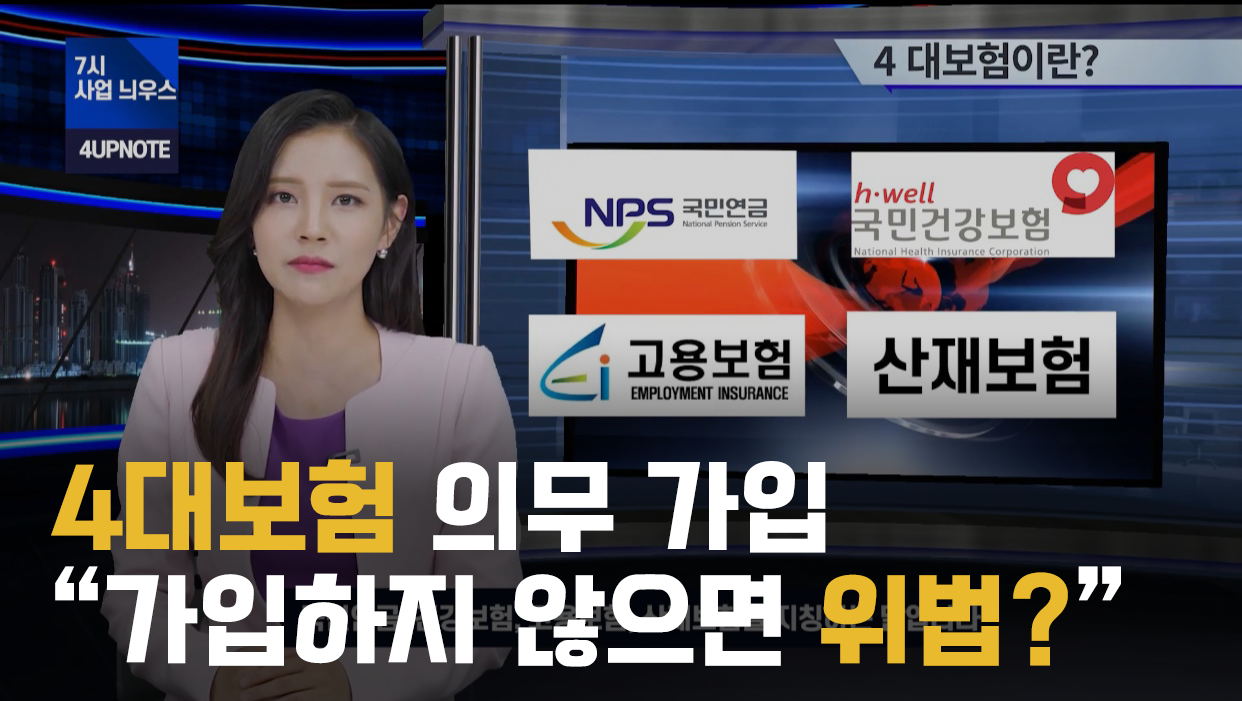 7시
사업 늬우스
4UPNOTE
4 대보험이란?
NPS 국민연금
National Pension Service
h·well
국민건강보험
National Health Insurance Corporation
Ei 고용보험
EMPLOYMENT INSURANCE
산재보험
4대보험 의무 가입
“가입하지 않으면 위법?”